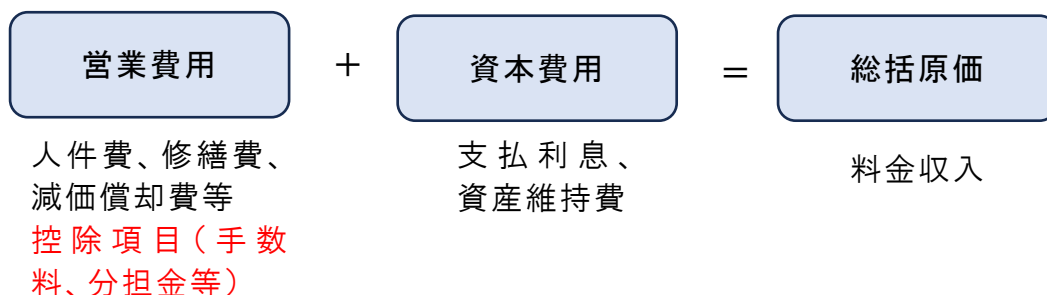 営業費用 + 資本費用 = 総括原価
人件費、修繕費、
減価償却費等
控除項目(手数
料、分担金等)
支払利息、
資産維持費
料金収入